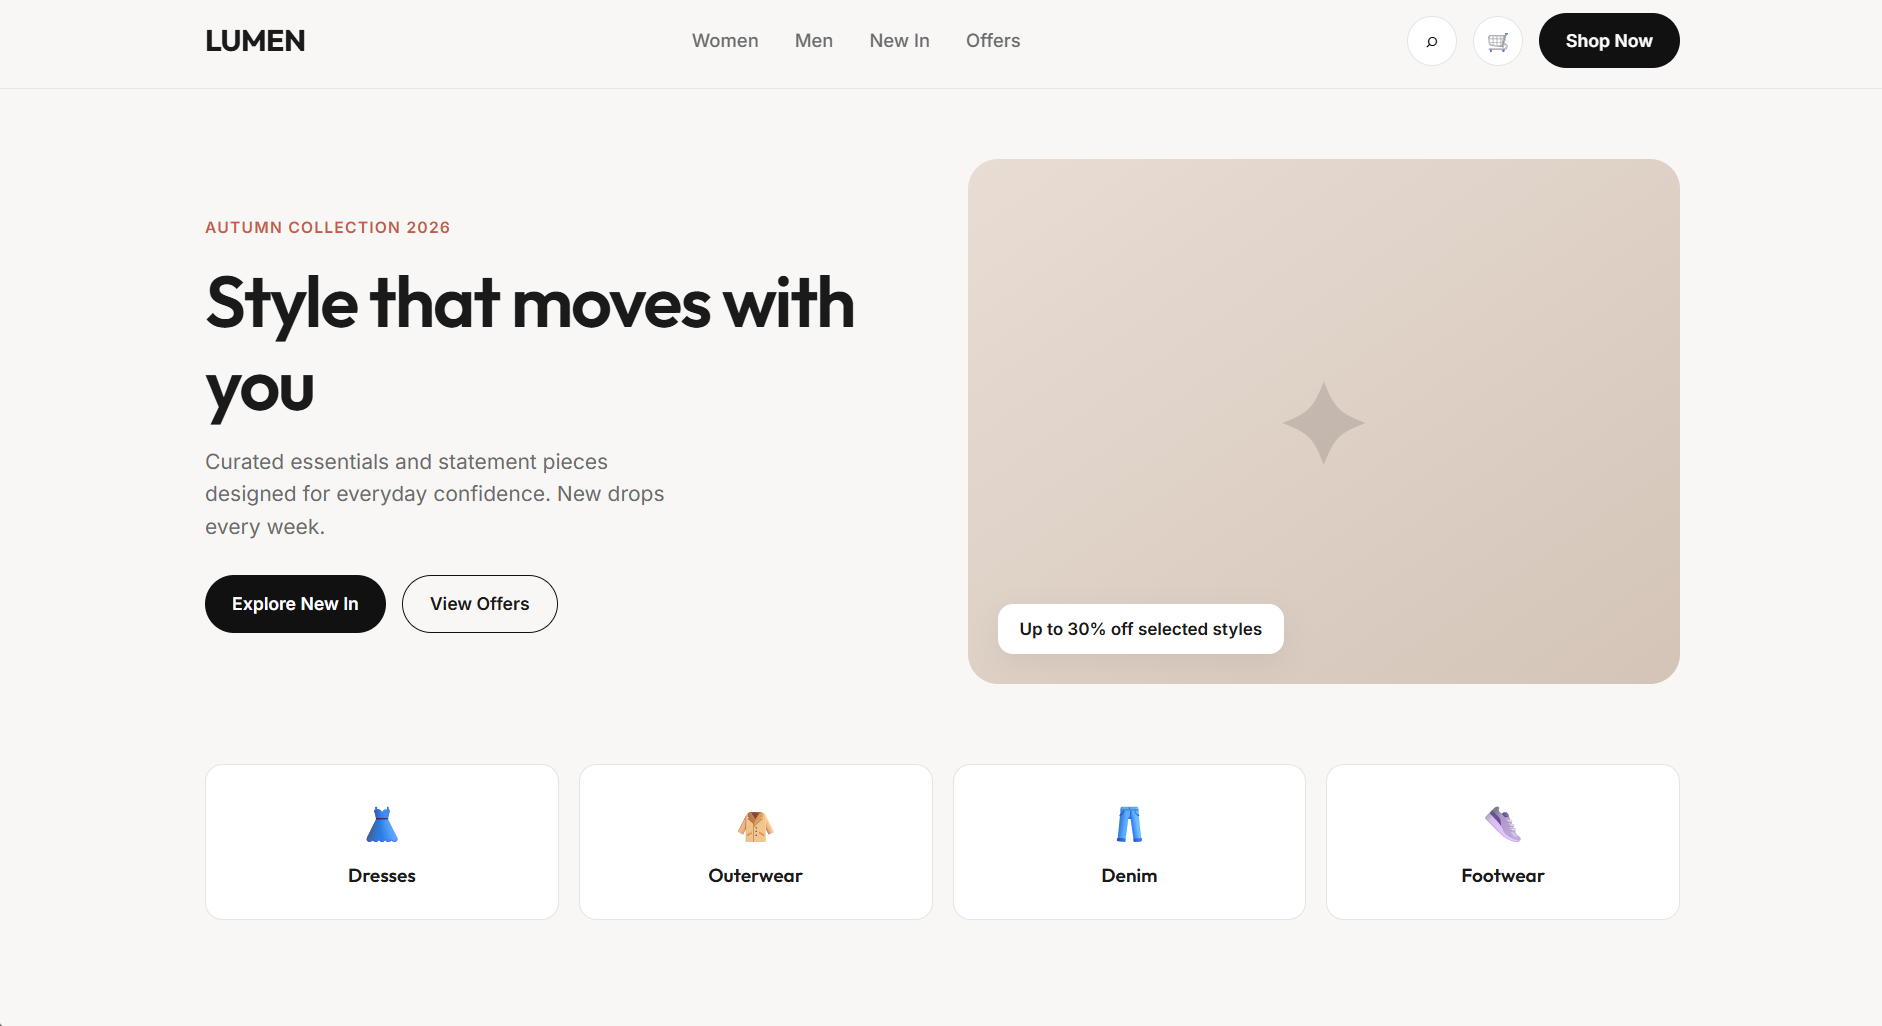 LUMEN
Women
Men
New In
Offers
Shop Now
AUTUMN COLLECTION 2026
Style that moves with
you
Curated essentials and statement pieces
designed for everyday confidence. New drops
every week.
Explore New In
View Offers
Up to 30% off selected styles
Dresses
Outerwear
Denim
Footwear